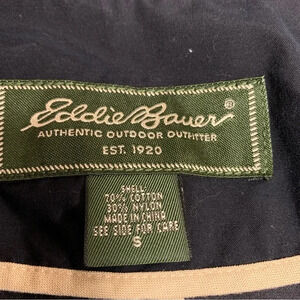 Eddie Bauer®
AUTHENTIC OUTDOOR OUTFITTER
EST. 1920
SHELL
70% COTTON
30% NYLON
MADE IN CHINA
SEE SIDE FOR CARE
S